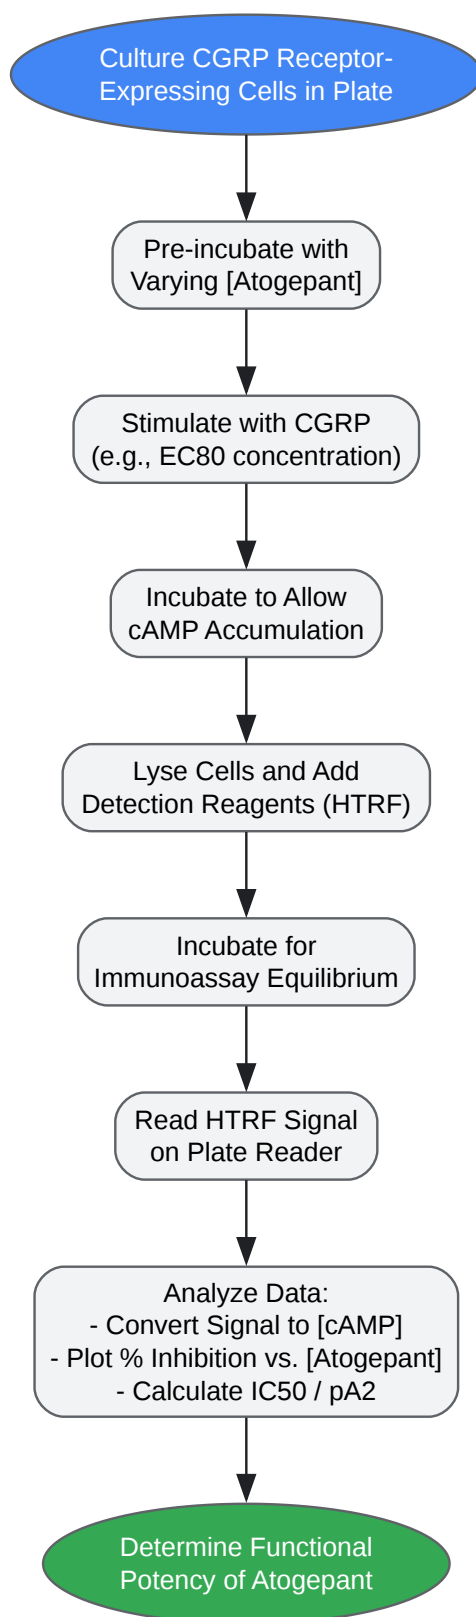 Culture CGRP Receptor-
Expressing Cells in Plate
Pre-incubate with
Varying [Atogepant]
Stimulate with CGRP
(e.g., EC80 concentration)
Incubate to Allow
cAMP Accumulation
Lyse Cells and Add
Detection Reagents (HTRF)
Incubate for
Immunoassay Equilibrium
Read HTRF Signal
on Plate Reader
Analyze Data:
- Convert Signal to [cAMP]
- Plot % Inhibition vs. [Atogepant]
- Calculate IC50 / pA2
Determine Functional
Potency of Atogepant